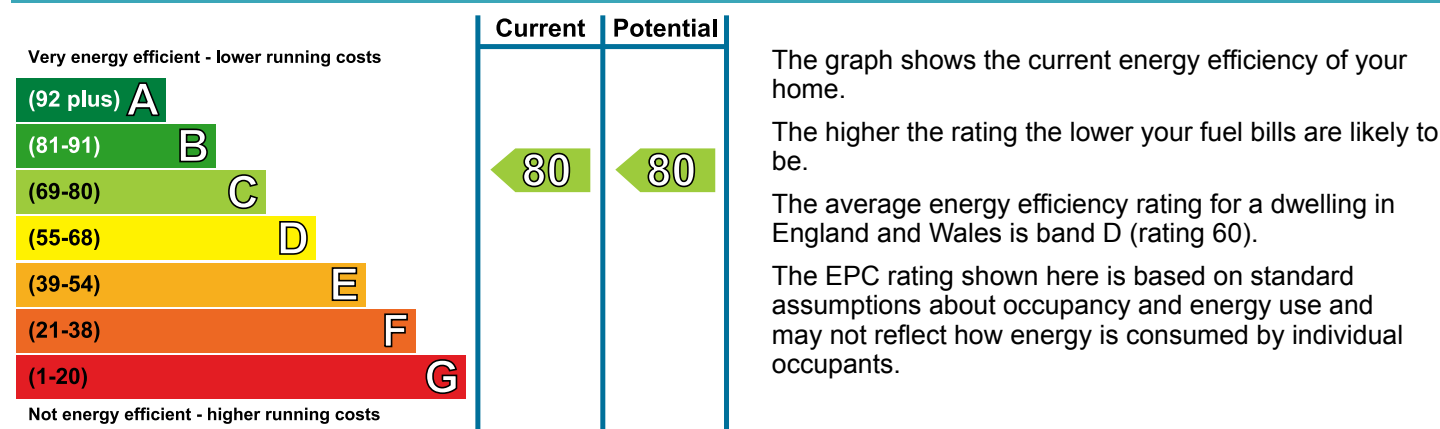 Current Potential
Very energy efficient - lower running costs
(92 plus) A
(81-91) B
(69-80) C
(55-68) D
(39-54) E
(21-38) F
(1-20) G
Not energy efficient - higher running costs
80 80
The graph shows the current energy efficiency of your
home.
The higher the rating the lower your fuel bills are likely to
be.
The average energy efficiency rating for a dwelling in
England and Wales is band D (rating 60).
The EPC rating shown here is based on standard
assumptions about occupancy and energy use and
may not reflect how energy is consumed by individual
occupants.